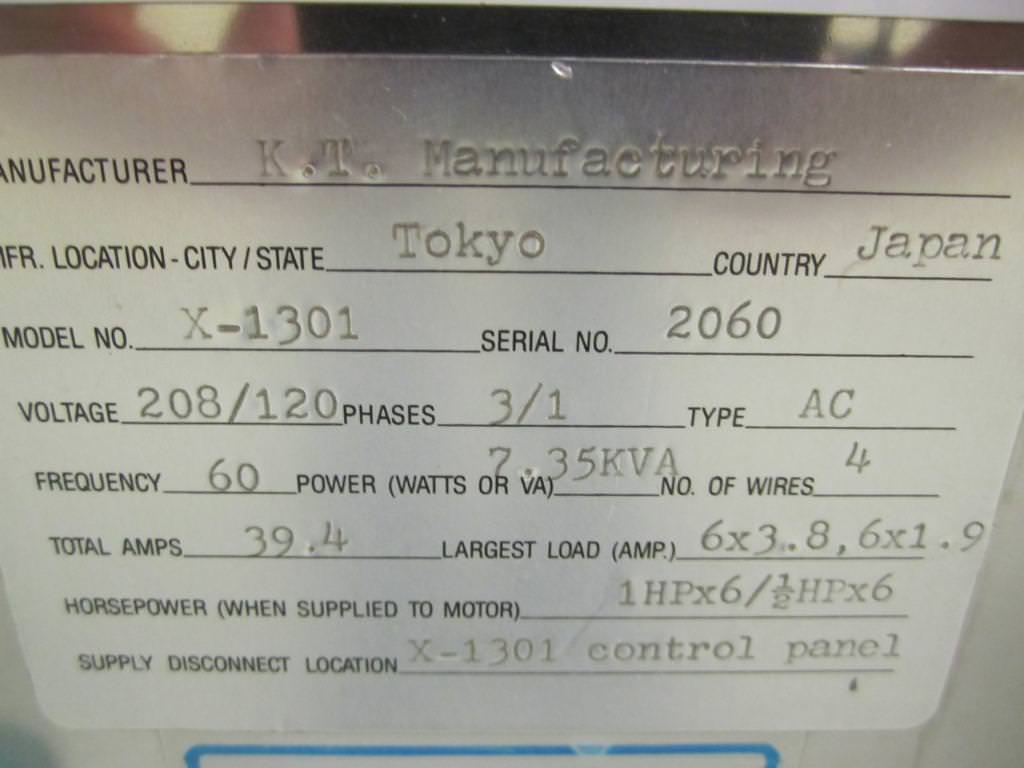 ANUFACTURER K.T. Manufacturing
MFR. LOCATION - CITY / STATE Tokyo COUNTRY Japan
MODEL NO. X-1301 SERIAL NO. 2060
VOLTAGE 208/120 PHASES 3/1 TYPE AC
FREQUENCY 60 POWER (WATTS OR VA) 7.35KVA NO. OF WIRES 4
TOTAL AMPS 39.4 LARGEST LOAD (AMP.) 6x3.8,6x1.9
HORSEPOWER (WHEN SUPPLIED TO MOTOR) 1HPx6/½HPx6
SUPPLY DISCONNECT LOCATION X-1301 control panel